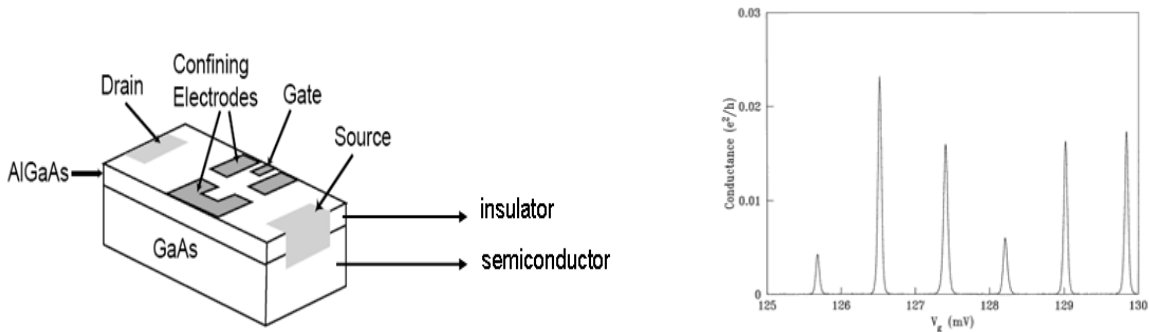 Confining
Electrodes
Drain
Gate
Source
AlGaAs
insulator
GaAs
semiconductor
0.03
0.02
0.01
0
Conductance (e²/h)
125
126
127
128
129
130
V_g (mV)